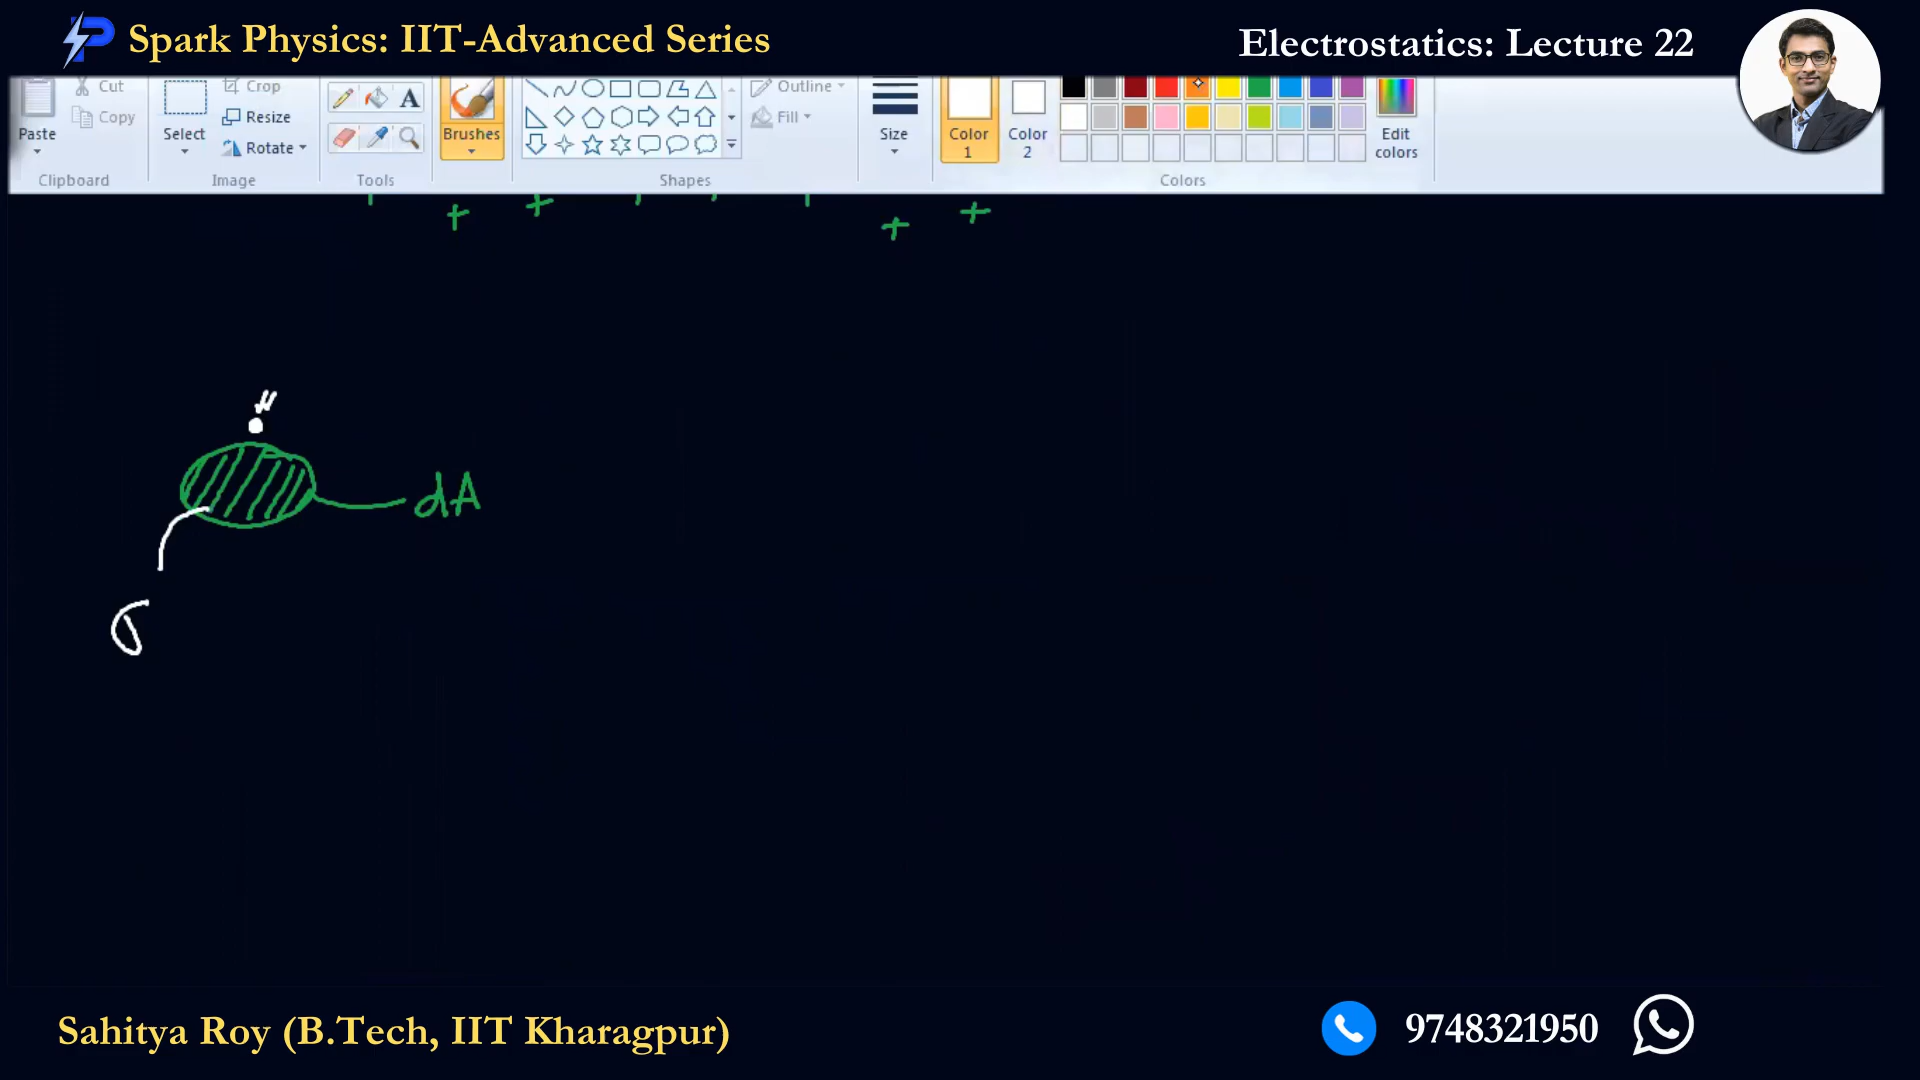 Spark Physics: IIT-Advanced Series
Electrostatics: Lecture 22
Cut
Crop
Outline
Copy
Resize
Fill
Paste
Select
Rotate
Brushes
Size
Color
1
Color
2
Edit
colors
Clipboard
Image
Tools
Shapes
Colors
+ + + +
dA
σ
Sahitya Roy (B.Tech, IIT Kharagpur)
9748321950